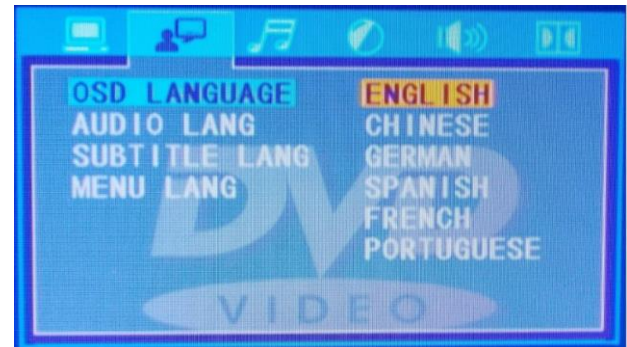 OSD LANGUAGE
AUDIO LANG
SUBTITLE LANG
MENU LANG
ENGLISH
CHINESE
GERMAN
SPANISH
FRENCH
PORTUGUESE
DVD
VIDEO